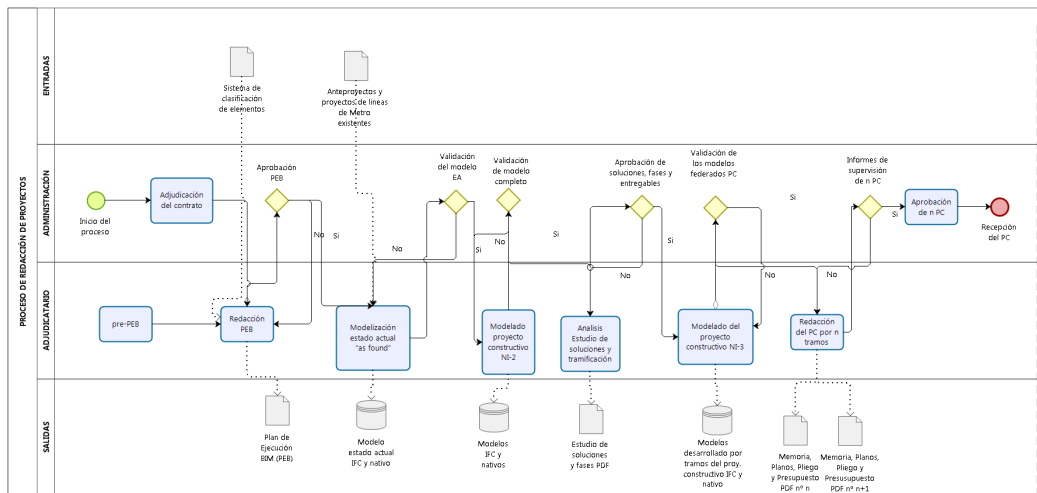 PROCESO DE REDACCIÓN DE PROYECTOS
ENTRADAS
Sistema de
clasificación
de elementos
Anteproyectos y
proyectos de lineas
de Metro
existentes
ADMINISTRACIÓN
Inicio del
proceso
Adjudicación
del contrato
Aprobación
PEB
No
Si
Validación
del modelo
EA
No
Si
Validación
de modelo
completo
No
Si
Aprobación de
soluciones, fases y
entregables
No
Si
Validación de
los modelos
federados PC
Si
No
Informes de
supervisión
de n PC
Si
No
Aprobación
de n PC
Recepción
del PC
ADJUDICATARIO
pre-PEB
Redacción
PEB
Modelización
estado actual
"as found"
Modelado
proyecto
constructivo
NI-2
Analisis
Estudio de
soluciones y
tramificación
Modelado del
proyecto
constructivo NI-3
Redacción
del PC por n
tramos
SALIDAS
Plan de
Ejecución
BIM (PEB)
Modelo
estado actual
IFC y nativo
Modelos
IFC y
nativos
Estudio de
soluciones
y fases PDF
Modelos
desarrollado por
tramos del proy.
constructivo IFC y
nativo
Memoria,
Planos, Pliego
y Presupuesto
PDF nº n
Memoria, Planos,
Pliego y
Presusupuesto
PDF nº n+1